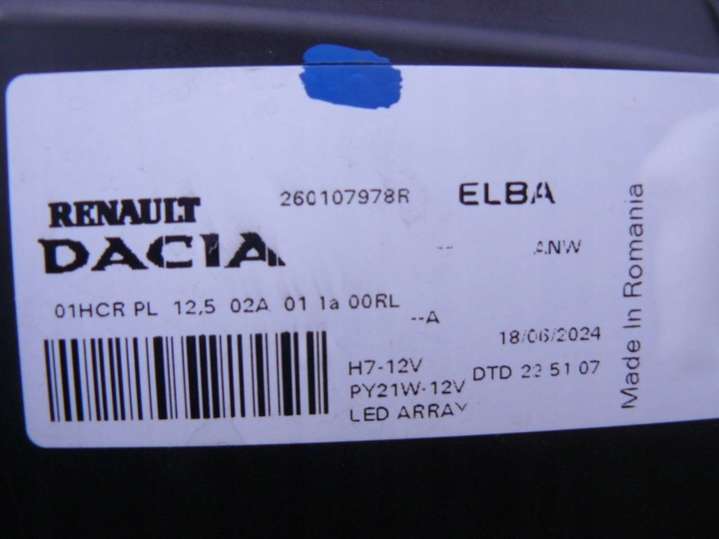 260107978R ELBA
RENAULT
DACIA
-- ANW
01HCR PL 12,5 02A 01 1a 00RL
--A
18/06/2024
H7-12V
PY21W-12V DTD 22 51 07
LED ARRAY
Made In Romania